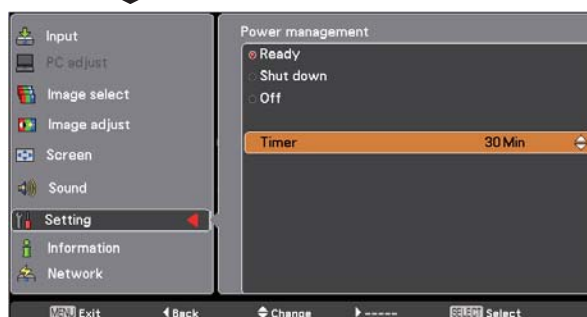 Input
PC adjust
Image select
Image adjust
Screen
Sound
Setting
Information
Network
Power management
Ready
Shut down
Off
Timer 30 Min
MENU Exit Back Change ----- SELECT Select